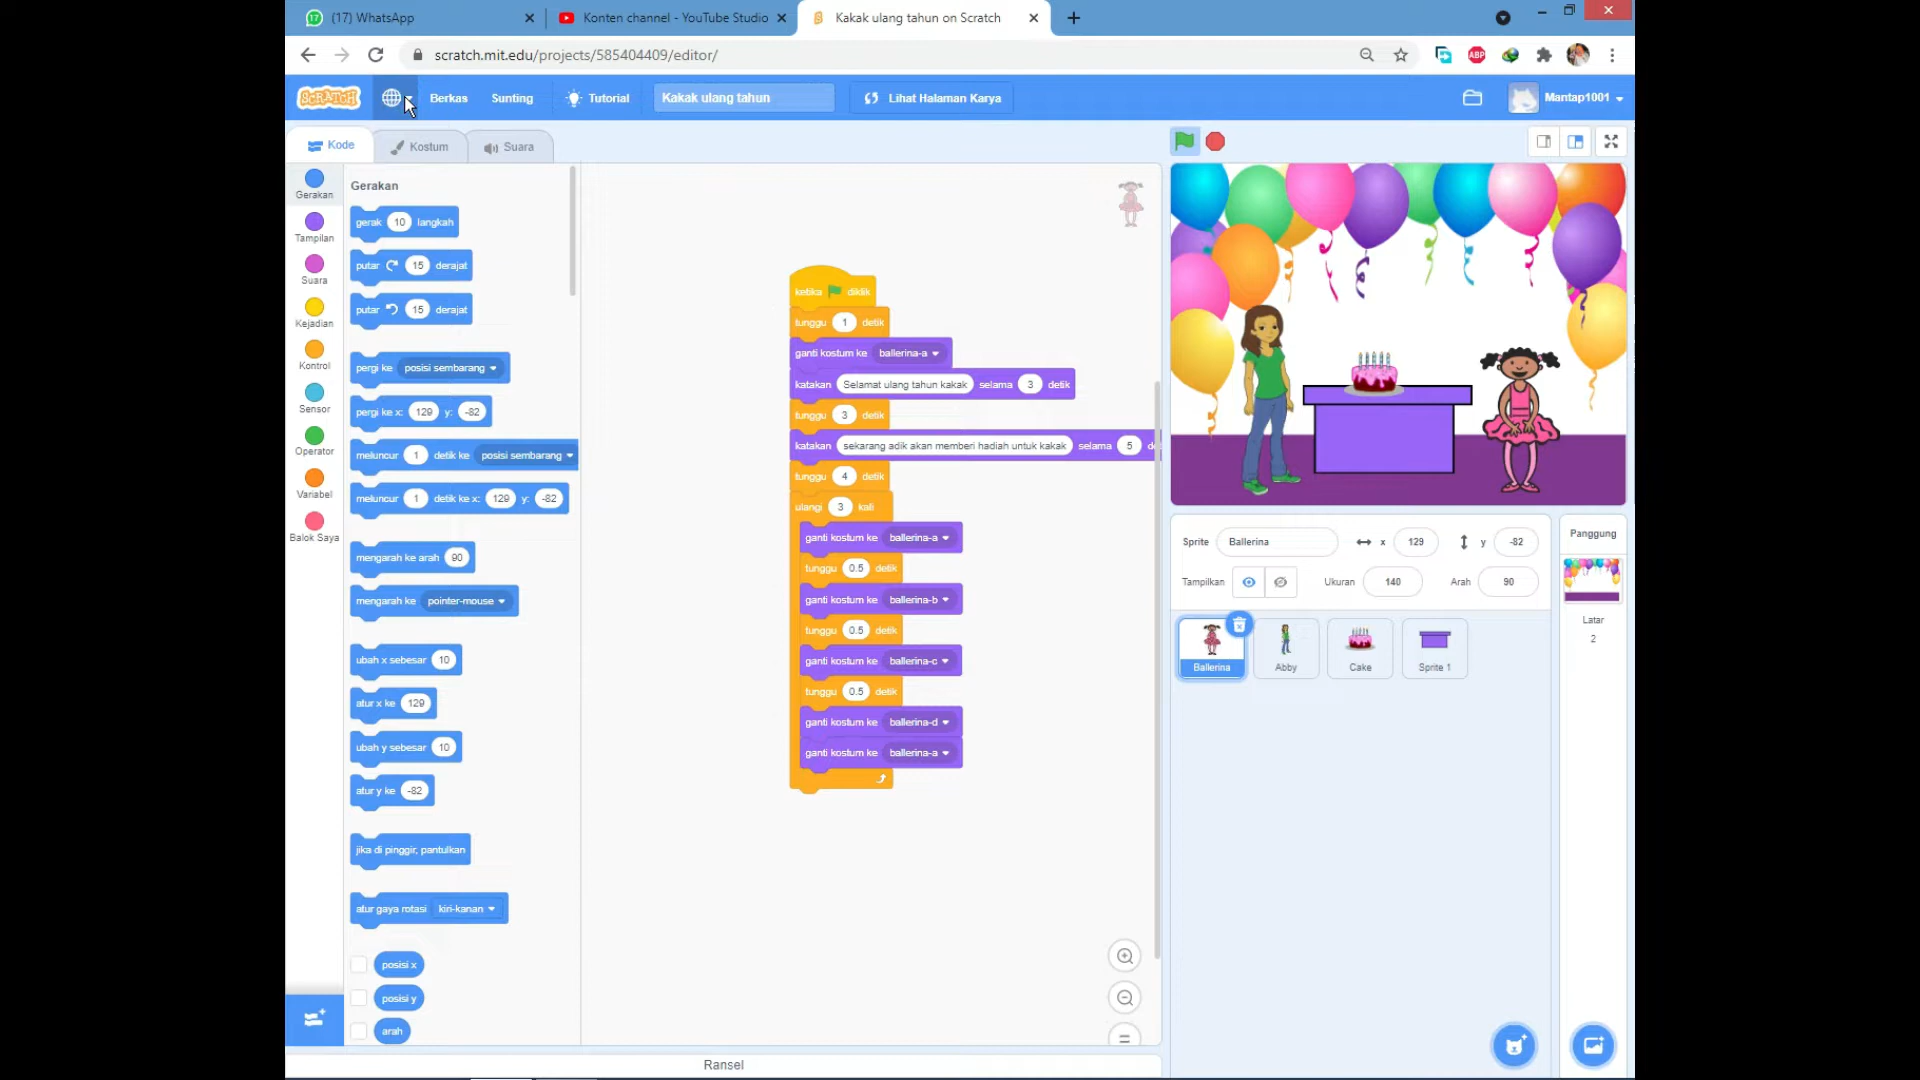 17 (17) WhatsApp
Konten channel - YouTube Studio
Kakak ulang tahun on Scratch
scratch.mit.edu/projects/585404409/editor/
ABP
SCRATCH
Berkas
Sunting
Tutorial
Kakak ulang tahun
Lihat Halaman Karya
Mantap1001
Kode
Kostum
Suara
Gerakan
Tampilan
Suara
Kejadian
Kontrol
Sensor
Operator
Variabel
Balok Saya
Gerakan
gerak 10 langkah
putar 15 derajat
putar 15 derajat
pergi ke posisi sembarang
pergi ke x: 129 y: -82
meluncur 1 detik ke posisi sembarang
meluncur 1 detik ke x: 129 y: -82
mengarah ke arah 90
mengarah ke pointer-mouse
ubah x sebesar 10
atur x ke 129
ubah y sebesar 10
atur y ke -82
jika di pinggir, pantulkan
atur gaya rotasi kiri-kanan
posisi x
posisi y
arah
ketika diklik
tunggu 1 detik
ganti kostum ke ballerina-a
katakan Selamat ulang tahun kakak selama 3 detik
tunggu 3 detik
katakan sekarang adik akan memberi hadiah untuk kakak selama 5 de
tunggu 4 detik
ulangi 3 kali
ganti kostum ke ballerina-a
tunggu 0.5 detik
ganti kostum ke ballerina-b
tunggu 0.5 detik
ganti kostum ke ballerina-c
tunggu 0.5 detik
ganti kostum ke ballerina-d
ganti kostum ke ballerina-a
Ransel
Sprite Ballerina x 129 y -82
Tampilkan Ukuran 140 Arah 90
Ballerina
Abby
Cake
Sprite 1
Panggung
Latar
2